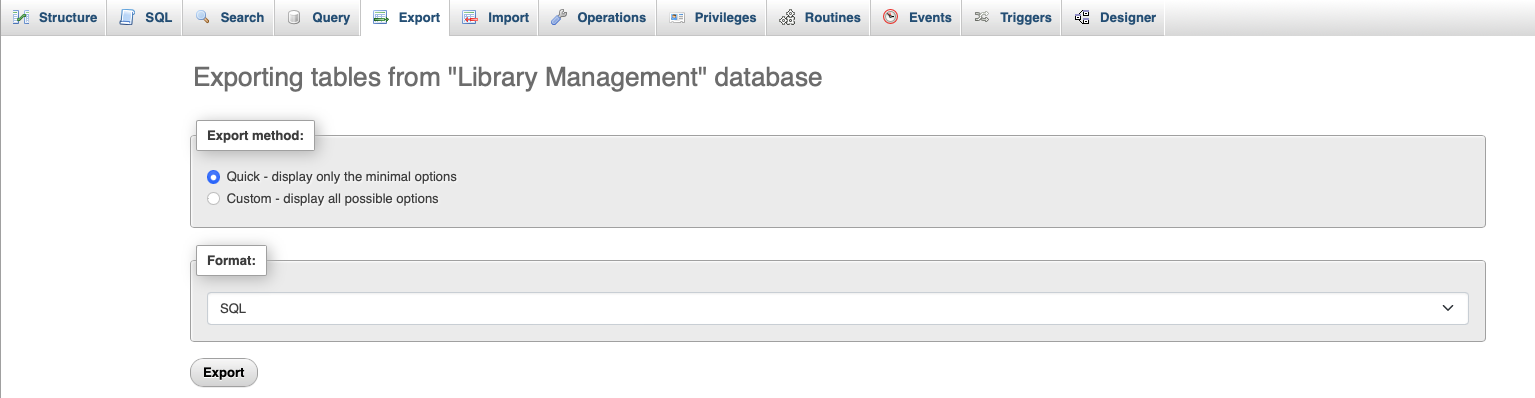 Structure SQL Search Query Export Import Operations Privileges Routines Events Triggers Designer
Exporting tables from "Library Management" database
Export method:
Quick - display only the minimal options
Custom - display all possible options
Format:
SQL
Export